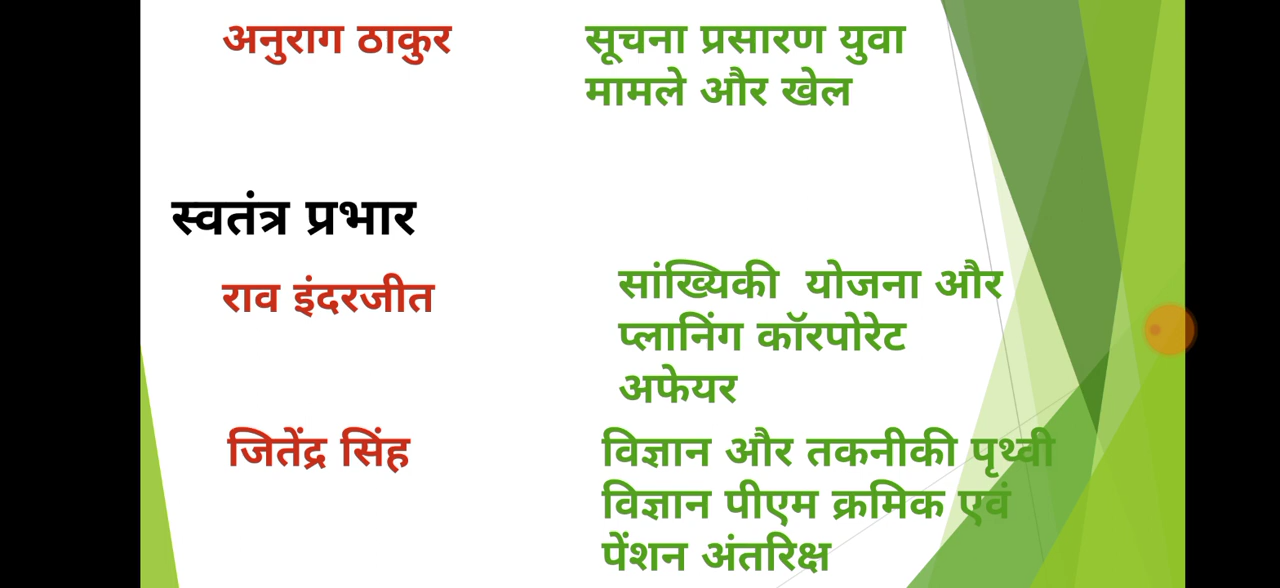 अनुराग ठाकुर सूचना प्रसारण युवा
मामले और खेल
स्वतंत्र प्रभार
राव इंदरजीत सांख्यिकी योजना और
प्लानिंग कॉरपोरेट
अफेयर
जितेंद्र सिंह विज्ञान और तकनीकी पृथ्वी
विज्ञान पीएम क्रमिक एवं
पेंशन अंतरिक्ष